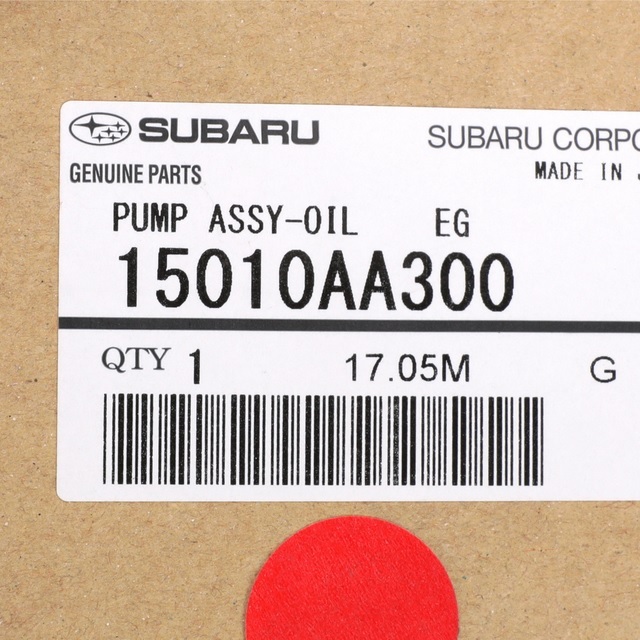 SUBARU SUBARU CORPO
GENUINE PARTS MADE IN
PUMP ASSY-OIL EG
15010AA300
QTY 1 17.05M G